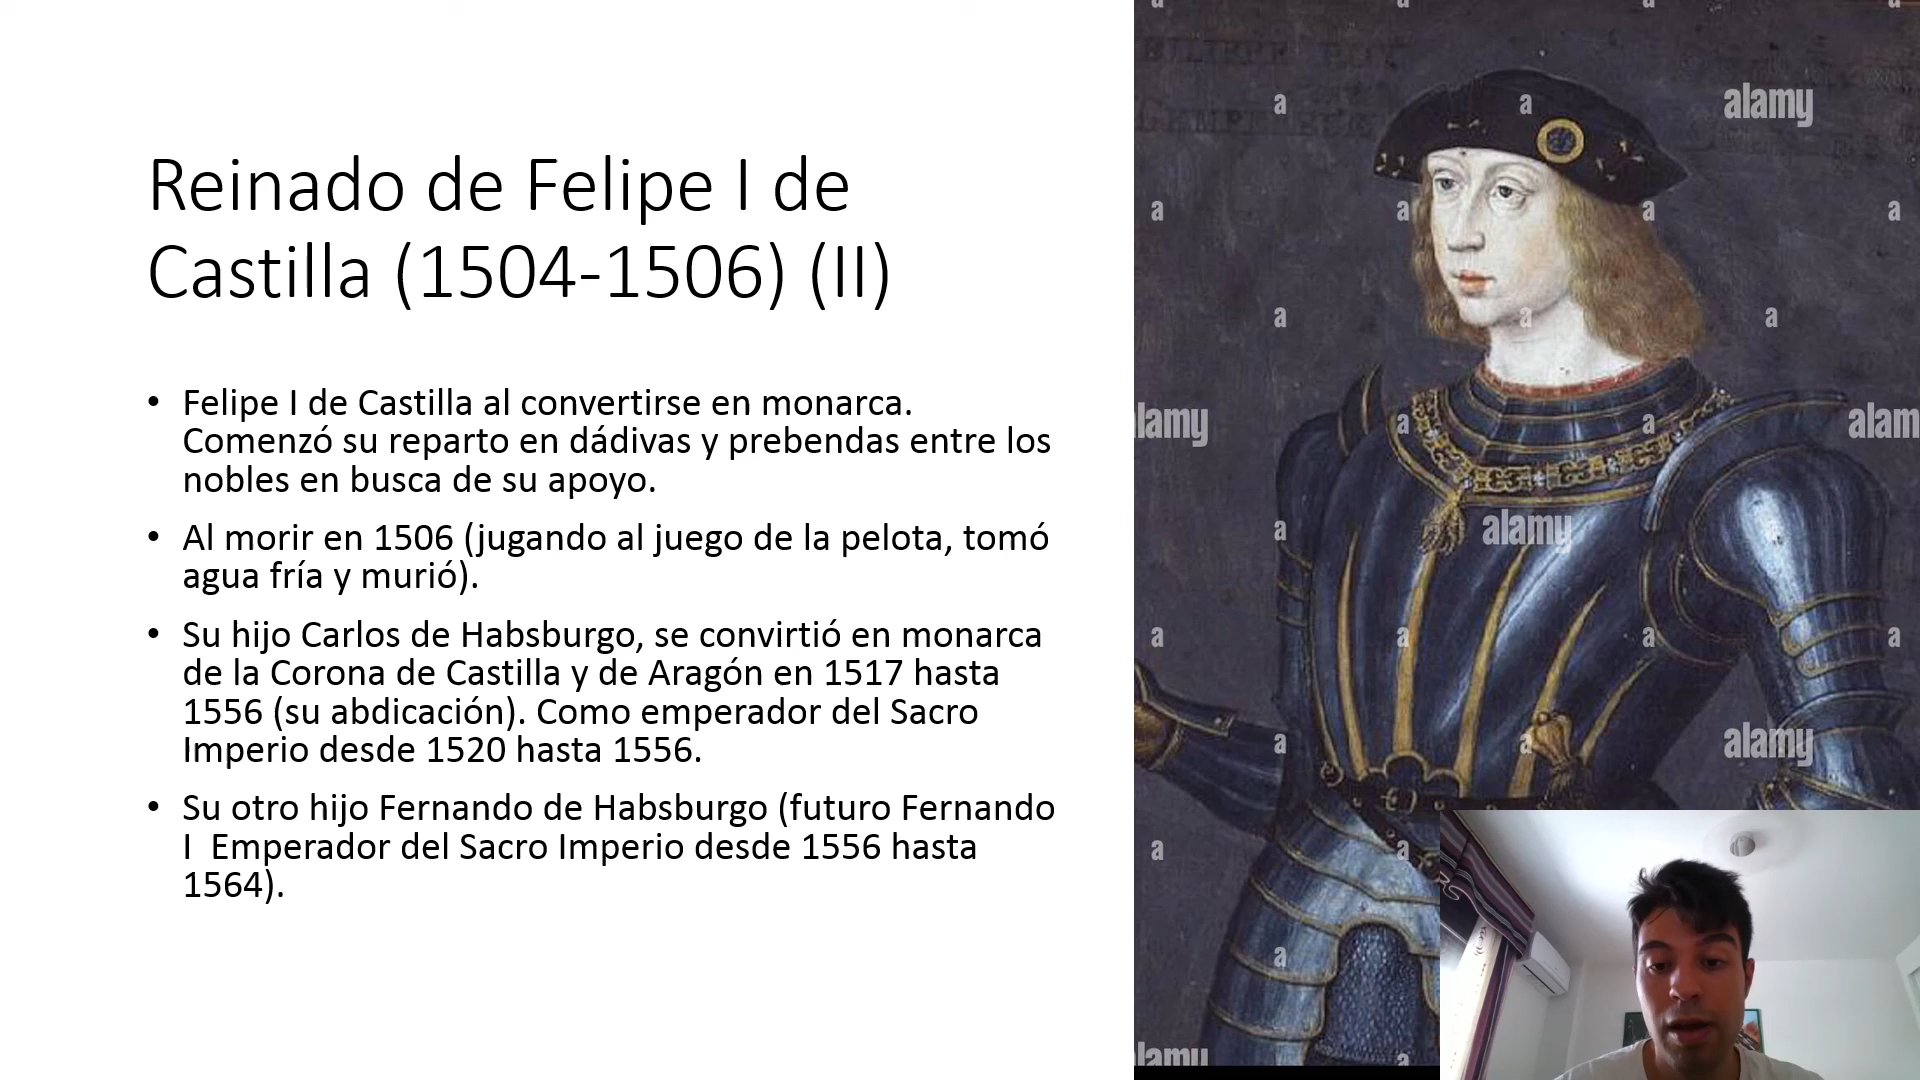 Reinado de Felipe I de
Castilla (1504-1506) (II)
• Felipe I de Castilla al convertirse en monarca.
Comenzó su reparto en dádivas y prebendas entre los
nobles en busca de su apoyo.
• Al morir en 1506 (jugando al juego de la pelota, tomó
agua fría y murió).
• Su hijo Carlos de Habsburgo, se convirtió en monarca
de la Corona de Castilla y de Aragón en 1517 hasta
1556 (su abdicación). Como emperador del Sacro
Imperio desde 1520 hasta 1556.
• Su otro hijo Fernando de Habsburgo (futuro Fernando
I  Emperador del Sacro Imperio desde 1556 hasta
1564).
alamy
alamy
alamy